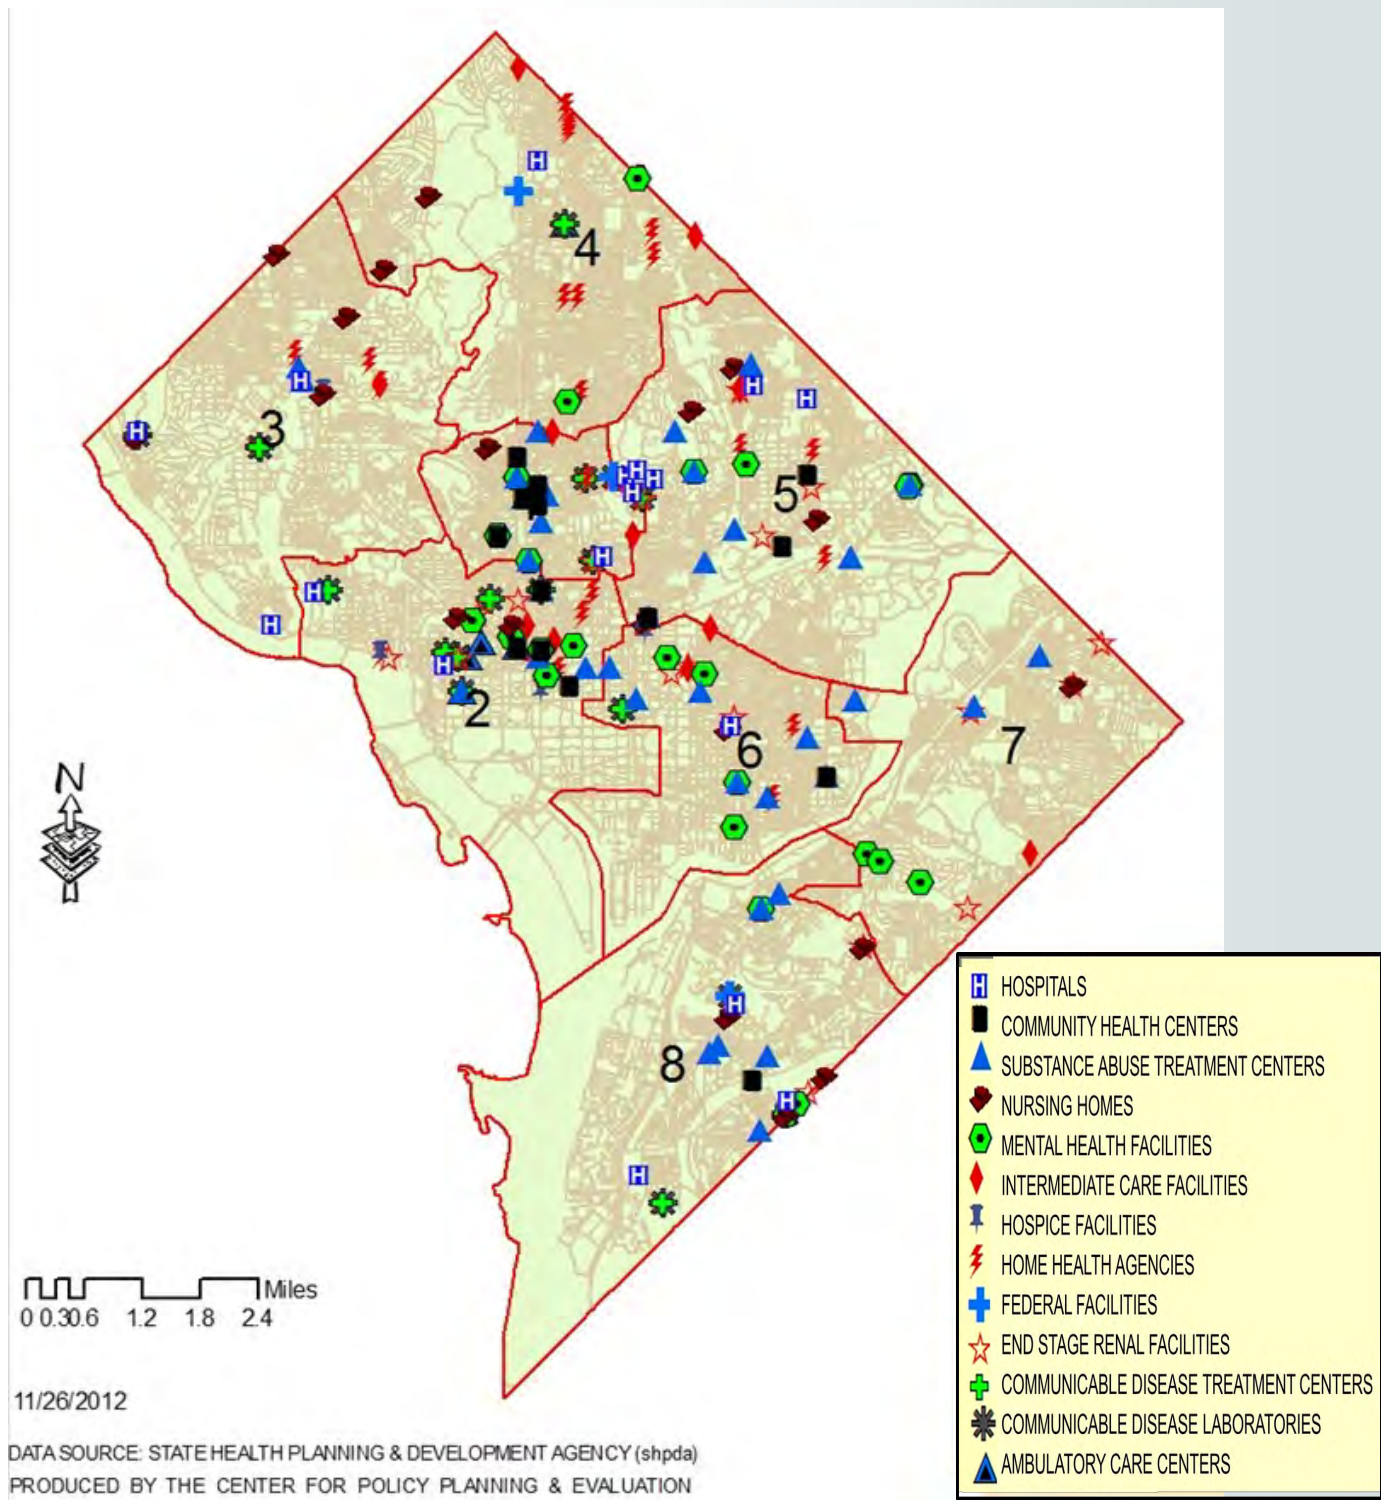 4
3
5
2
7
6
8
N
0 0.30.6 1.2 1.8 2.4 Miles
11/26/2012
DATA SOURCE: STATE HEALTH PLANNING & DEVELOPMENT AGENCY (shpda)
PRODUCED BY THE CENTER FOR POLICY PLANNING & EVALUATION
H HOSPITALS
COMMUNITY HEALTH CENTERS
SUBSTANCE ABUSE TREATMENT CENTERS
NURSING HOMES
MENTAL HEALTH FACILITIES
INTERMEDIATE CARE FACILITIES
HOSPICE FACILITIES
HOME HEALTH AGENCIES
FEDERAL FACILITIES
END STAGE RENAL FACILITIES
COMMUNICABLE DISEASE TREATMENT CENTERS
COMMUNICABLE DISEASE LABORATORIES
AMBULATORY CARE CENTERS